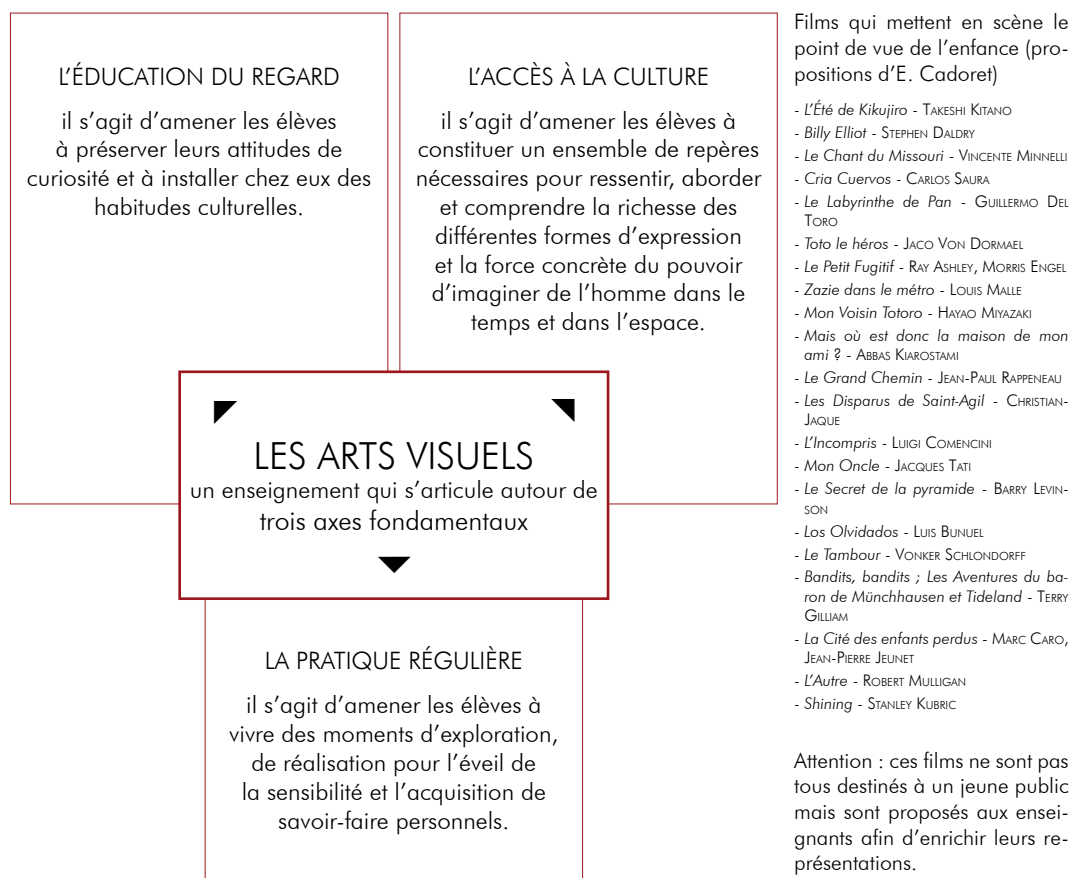 L'ÉDUCATION DU REGARD
il s'agit d'amener les élèves
à préserver leurs attitudes de
curiosité et à installer chez eux des
habitudes culturelles.
L'ACCÈS À LA CULTURE
il s'agit d'amener les élèves à
constituer un ensemble de repères
nécessaires pour ressentir, aborder
et comprendre la richesse des
différentes formes d'expression
et la force concrète du pouvoir
d'imaginer de l'homme dans le
temps et dans l'espace.
LES ARTS VISUELS
un enseignement qui s'articule autour de
trois axes fondamentaux
LA PRATIQUE RÉGULIÈRE
il s'agit d'amener les élèves à
vivre des moments d'exploration,
de réalisation pour l'éveil de
la sensibilité et l'acquisition de
savoir-faire personnels.
Films qui mettent en scène le
point de vue de l'enfance (pro-
positions d'E. Cadoret)
- L'Été de Kikujiro - TAKESHI KITANO
- Billy Elliot - STEPHEN DALDRY
- Le Chant du Missouri - VINCENTE MINNELLI
- Cria Cuervos - CARLOS SAURA
- Le Labyrinthe de Pan - GUILLERMO DEL
TORO
- Toto le héros - JACO VON DORMAEL
- Le Petit Fugitif - RAY ASHLEY, MORRIS ENGEL
- Zazie dans le métro - LOUIS MALLE
- Mon Voisin Totoro - HAYAO MIYAZAKI
- Mais où est donc la maison de mon
ami ? - ABBAS KIAROSTAMI
- Le Grand Chemin - JEAN-PAUL RAPPENEAU
- Les Disparus de Saint-Agil - CHRISTIAN-
JAQUE
- L'Incompris - LUIGI COMENCINI
- Mon Oncle - JACQUES TATI
- Le Secret de la pyramide - BARRY LEVIN-
SON
- Los Olvidados - LUIS BUNUEL
- Le Tambour - VONKER SCHLONDORFF
- Bandits, bandits ; Les Aventures du ba-
ron de Münchhausen et Tideland - TERRY
GILLIAM
- La Cité des enfants perdus - MARC CARO,
JEAN-PIERRE JEUNET
- L'Autre - ROBERT MULLIGAN
- Shining - STANLEY KUBRIC
Attention : ces films ne sont pas
tous destinés à un jeune public
mais sont proposés aux ensei-
gnants afin d'enrichir leurs re-
présentations.